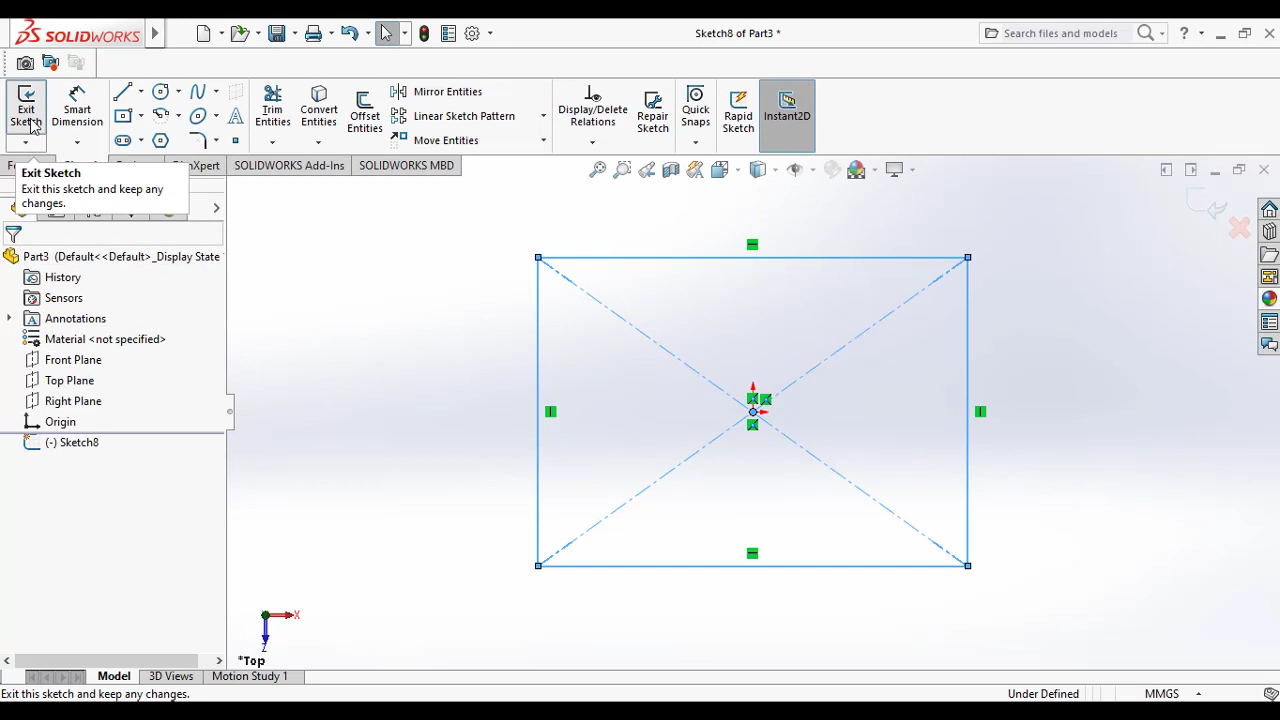 SOLIDWORKS
Sketch8 of Part3 *
Search files and models
?
Exit Sketch
Smart Dimension
Trim Entities
Convert Entities
Offset Entities
Mirror Entities
Linear Sketch Pattern
Move Entities
Display/Delete Relations
Repair Sketch
Quick Snaps
Rapid Sketch
Instant2D
SOLIDWORKS Add-Ins
SOLIDWORKS MBD
Exit Sketch
Exit this sketch and keep any
changes.
Part3 (Default<<Default>_Display State
History
Sensors
Annotations
Material <not specified>
Front Plane
Top Plane
Right Plane
Origin
(-) Sketch8
X
Z
*Top
Model
3D Views
Motion Study 1
Exit this sketch and keep any changes.
Under Defined
MMGS